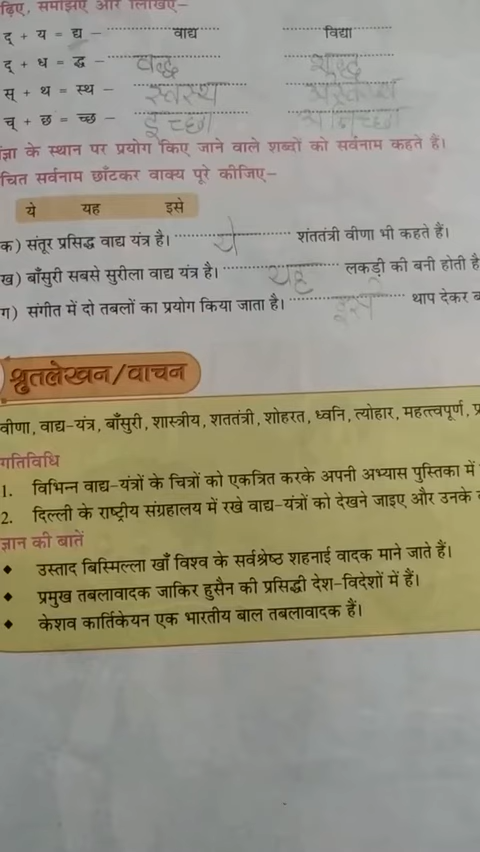 ढ़िए, समझिए और लिखिए–
द् + य = द्य – वाद्य विद्या
द् + ध = द्ध – वद्ध शुद्ध
स् + थ = स्थ – स्वस्थ
च् + छ = च्छ – इच्छा
ज्ञा के स्थान पर प्रयोग किए जाने वाले शब्दों को सर्वनाम कहते हैं।
चित सर्वनाम छाँटकर वाक्य पूरे कीजिए–
ये यह इसे
क) संतूर प्रसिद्ध वाद्य यंत्र है। ये शंततंत्री वीणा भी कहते हैं।
ख) बाँसुरी सबसे सुरीला वाद्य यंत्र है। यह लकड़ी की बनी होती है
ग) संगीत में दो तबलों का प्रयोग किया जाता है। इसे थाप देकर ब
श्रुतलेखन/वाचन
वीणा, वाद्य-यंत्र, बाँसुरी, शास्त्रीय, शततंत्री, शोहरत, ध्वनि, त्योहार, महत्त्वपूर्ण, प्र
गतिविधि
1. विभिन्न वाद्य-यंत्रों के चित्रों को एकत्रित करके अपनी अभ्यास पुस्तिका में
2. दिल्ली के राष्ट्रीय संग्रहालय में रखे वाद्य-यंत्रों को देखने जाइए और उनके
ज्ञान की बातें
◆ उस्ताद बिस्मिल्ला खाँ विश्व के सर्वश्रेष्ठ शहनाई वादक माने जाते हैं।
◆ प्रमुख तबलावादक जाकिर हुसैन की प्रसिद्धी देश-विदेशों में हैं।
◆ केशव कार्तिकेयन एक भारतीय बाल तबलावादक हैं।